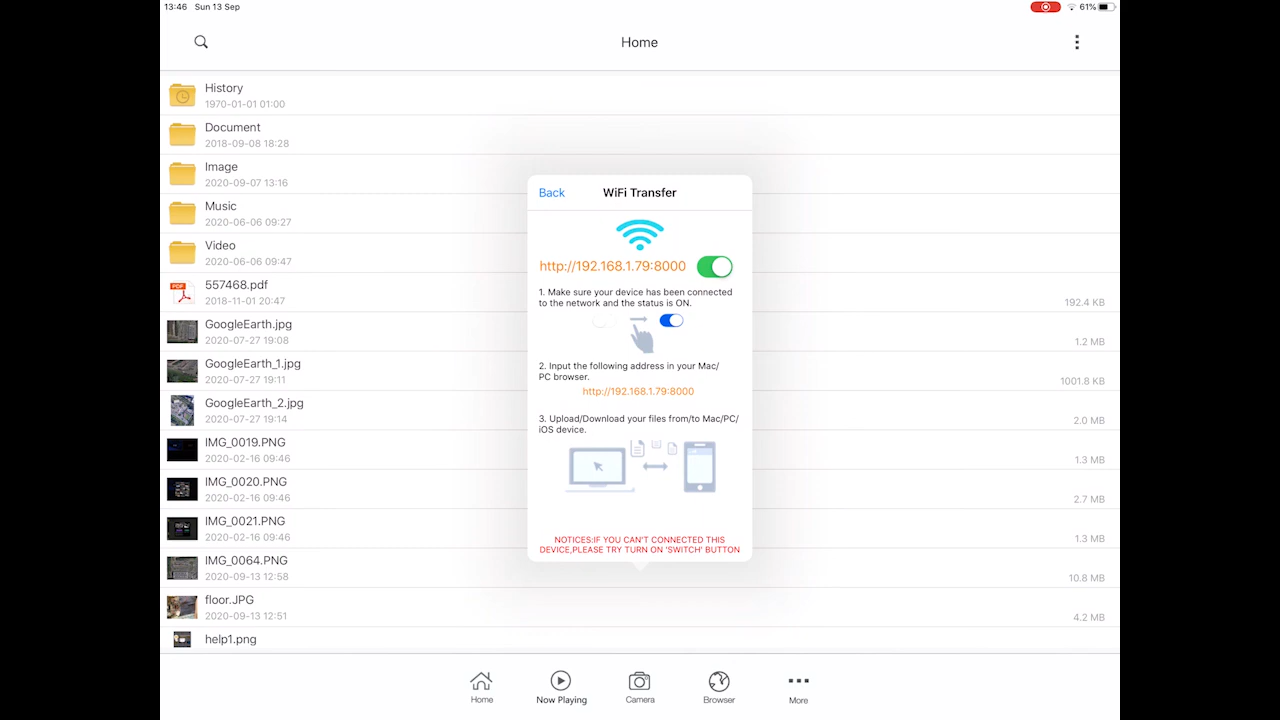 13:46 Sun 13 Sep
61%
Home
History
1970-01-01 01:00
Document
2018-09-08 18:28
Image
2020-09-07 13:16
Music
2020-06-06 09:27
Video
2020-06-06 09:47
557468.pdf
2018-11-01 20:47
192.4 KB
GoogleEarth.jpg
2020-07-27 19:08
1.2 MB
GoogleEarth_1.jpg
2020-07-27 19:11
1001.8 KB
GoogleEarth_2.jpg
2020-07-27 19:14
2.0 MB
IMG_0019.PNG
2020-02-16 09:46
1.3 MB
IMG_0020.PNG
2020-02-16 09:46
2.7 MB
IMG_0021.PNG
2020-02-16 09:46
1.3 MB
IMG_0064.PNG
2020-09-13 12:58
10.8 MB
floor.JPG
2020-09-13 12:51
4.2 MB
help1.png
Back
WiFi Transfer
http://192.168.1.79:8000
1. Make sure your device has been connected
to the network and the status is ON.
2. Input the following address in your Mac/
PC browser.
http://192.168.1.79:8000
3. Upload/Download your files from/to Mac/PC/
iOS device.
NOTICES:IF YOU CAN'T CONNECTED THIS
DEVICE,PLEASE TRY TURN ON 'SWITCH' BUTTON
PDF
Home
Now Playing
Camera
Browser
More